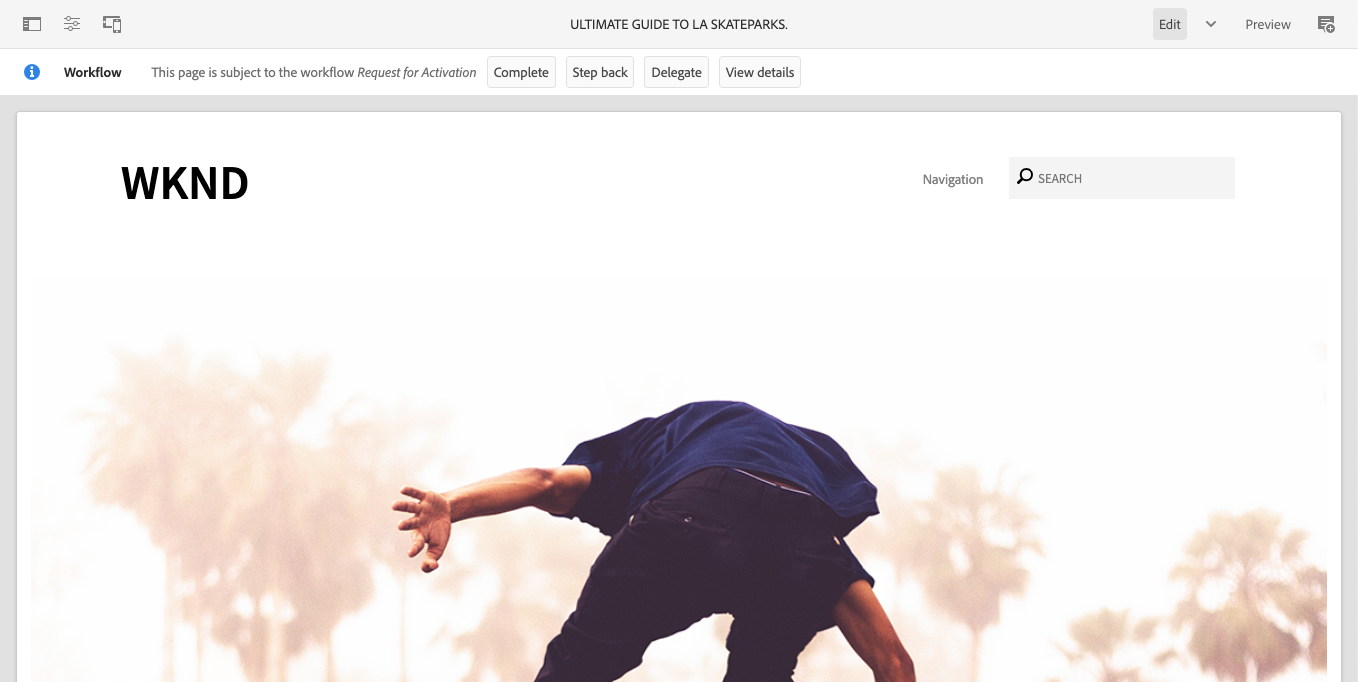 ULTIMATE GUIDE TO LA SKATEPARKS.
Edit
Preview
Workflow
This page is subject to the workflow Request for Activation
Complete
Step back
Delegate
View details
WKND
Navigation
SEARCH